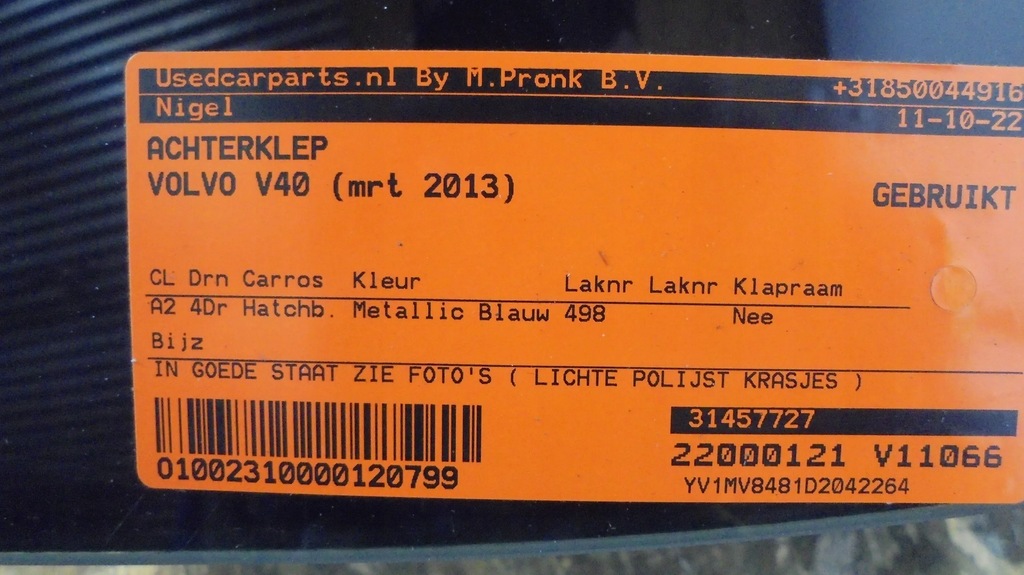 Usedcarparts.nl By M.Pronk B.V. +31850044916
Nigel 11-10-22
ACHTERKLEP
VOLVO V40 (mrt 2013) GEBRUIKT
CL Drn Carros Kleur Laknr Laknr Klapraam
A2 4Dr Hatchb. Metallic Blauw 498 Nee
Bijz
IN GOEDE STAAT ZIE FOTO'S ( LICHTE POLIJST KRASJES )
31457727
22000121 V11066
01002310000120799 YV1MV8481D2042264